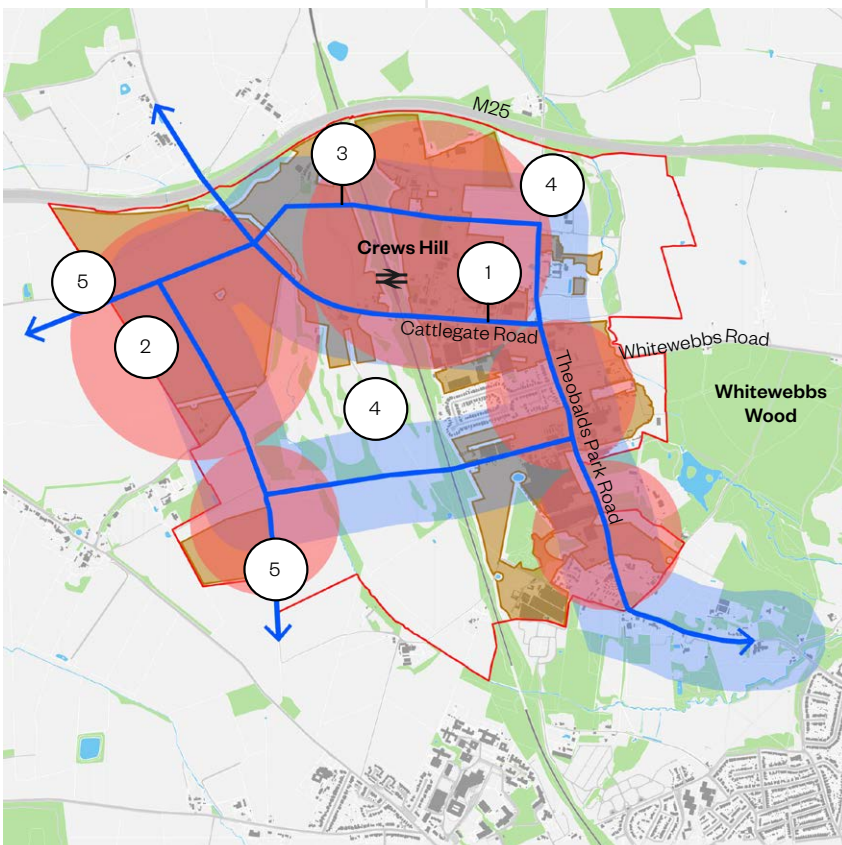 M25
3
4
Crews Hill
1
5
Cattlegate Road
2
Whitewebbs Road
Theobalds Park Road
Whitewebbs
Wood
4
5